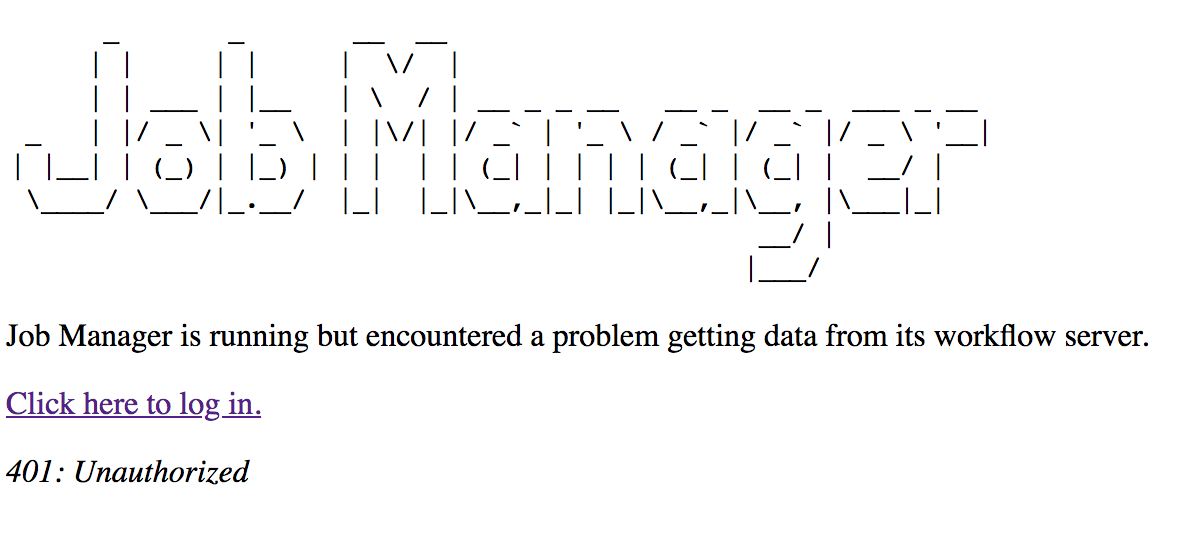 Job Manager
Job Manager is running but encountered a problem getting data from its workflow server.
Click here to log in.
401: Unauthorized